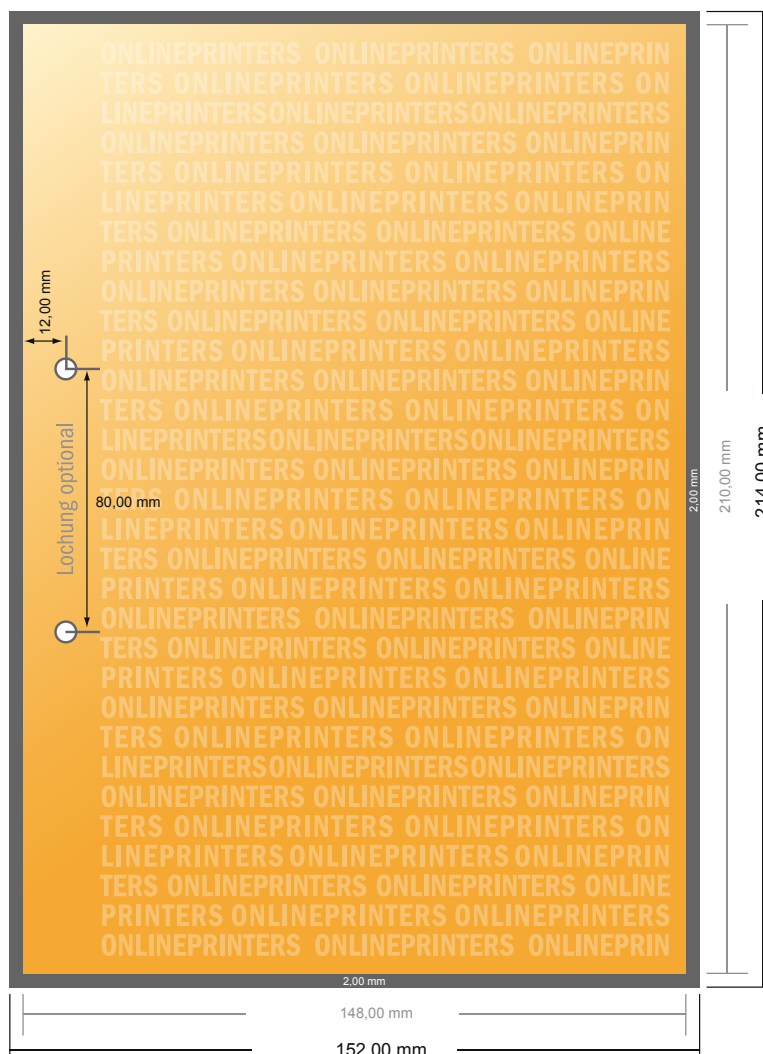 ONLINEPRINTERS ONLINEPRINTERS ONLINEPRIN
TERS ONLINEPRINTERS ONLINEPRINTERS ON
LINEPRINTERSONLINEPRINTERSONLINEPRINTERS
ONLINEPRINTERS ONLINEPRINTERS ONLINEPRIN
TERS ONLINEPRINTERS ONLINEPRINTERS ON
LINEPRINTERS ONLINEPRINTERS ONLINEPRIN
TERS ONLINEPRINTERS ONLINEPRINTERS ONLINE
PRINTERS ONLINEPRINTERS ONLINEPRINTERS
ONLINEPRINTERS ONLINEPRINTERS ONLINEPRIN
TERS ONLINEPRINTERS ONLINEPRINTERS ONLINE
PRINTERS ONLINEPRINTERS ONLINEPRINTERS
ONLINEPRINTERS ONLINEPRINTERS ONLINEPRIN
TERS ONLINEPRINTERS ONLINEPRINTERS ON
LINEPRINTERSONLINEPRINTERSONLINEPRINTERS
ONLINEPRINTERS ONLINEPRINTERS ONLINEPRIN
TERS ONLINEPRINTERS ONLINEPRINTERS ON
LINEPRINTERS ONLINEPRINTERS ONLINEPRIN
TERS ONLINEPRINTERS ONLINEPRINTERS ONLINE
PRINTERS ONLINEPRINTERS ONLINEPRINTERS
ONLINEPRINTERS ONLINEPRINTERS ONLINEPRIN
TERS ONLINEPRINTERS ONLINEPRINTERS ONLINE
PRINTERS ONLINEPRINTERS ONLINEPRINTERS
ONLINEPRINTERS ONLINEPRINTERS ONLINEPRIN
TERS ONLINEPRINTERS ONLINEPRINTERS ON
LINEPRINTERSONLINEPRINTERSONLINEPRINTERS
ONLINEPRINTERS ONLINEPRINTERS ONLINEPRIN
TERS ONLINEPRINTERS ONLINEPRINTERS ON
LINEPRINTERS ONLINEPRINTERS ONLINEPRIN
TERS ONLINEPRINTERS ONLINEPRINTERS ONLINE
PRINTERS ONLINEPRINTERS ONLINEPRINTERS
ONLINEPRINTERS ONLINEPRINTERS ONLINEPRIN
12,00 mm
Lochung optional
80,00 mm
2,00 mm
210,00 mm
214,00 mm
2,00 mm
148,00 mm
152,00 mm